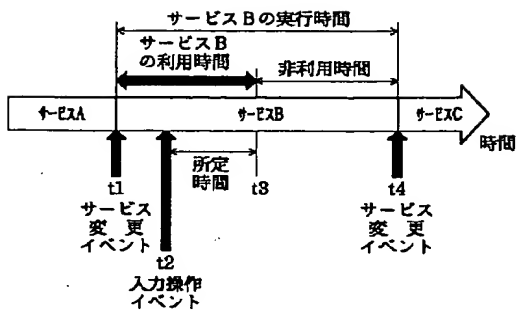 サービスBの実行時間
サービスB
の利用時間
非利用時間
サービスA
サービスB
サービスC
時間
所定
時間
t1
t3
t4
サービス
変更
イベント
サービス
変更
イベント
t2
入力操作
イベント